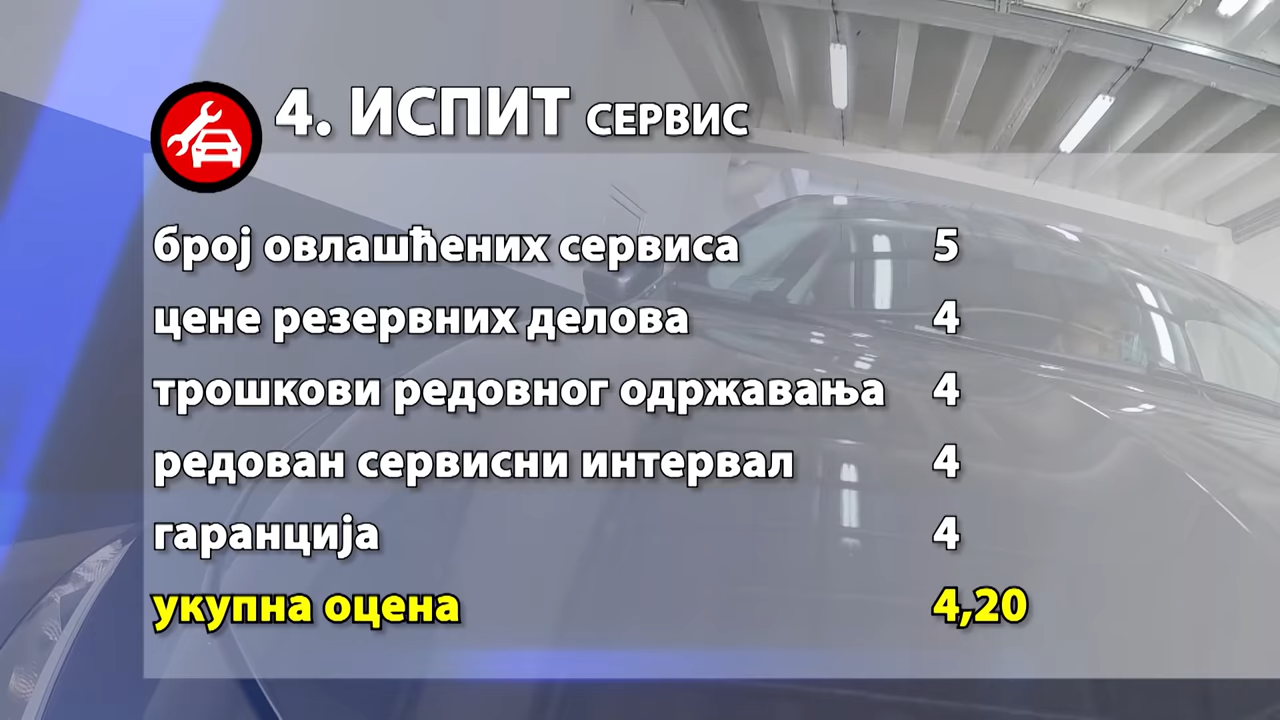 4. ИСПИТ СЕРВИС
број овлашћених сервиса 5
цене резервних делова 4
трошкови редовног одржавања 4
редован сервисни интервал 4
гаранција 4
укупна оцена 4,20